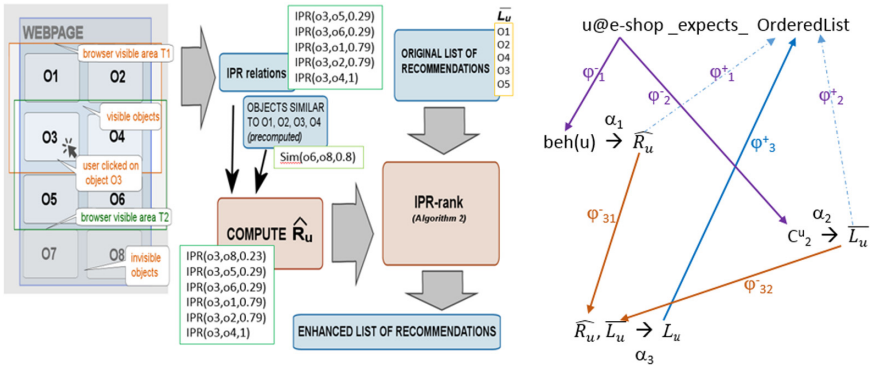 WEBPAGE
browser visible area T1
O1
O2
visible objects
O3
O4
user clicked on
object O3
O5
O6
browser visible area T2
O7
O8
invisible
objects
IPR relations
IPR(o3,o5,0.29)
IPR(o3,o6,0.29)
IPR(o3,o1,0.79)
IPR(o3,o2,0.79)
IPR(o3,o4,1)
OBJECTS SIMILAR
TO O1, O2, O3, O4
(precomputed)
Sim(o6,o8,0.8)
COMPUTE R̂u
IPR(o3,o8,0.23)
IPR(o3,o5,0.29)
IPR(o3,o6,0.29)
IPR(o3,o1,0.79)
IPR(o3,o2,0.79)
IPR(o3,o4,1)
ORIGINAL LIST OF
RECOMMENDATIONS
L̅u
O1
O2
O4
O3
O5
IPR-rank
(Algorithm 2)
ENHANCED LIST OF RECOMMENDATIONS
u@e-shop _expects_ OrderedList
φ⁻₁
φ⁻₂
φ⁺₁
φ⁺₂
α₁
beh(u) → R̂u
φ⁺₃
φ⁻₃₁
α₂
Cᵘ₂ → L̅u
φ⁻₃₂
R̂u, L̅u → Lu
α₃